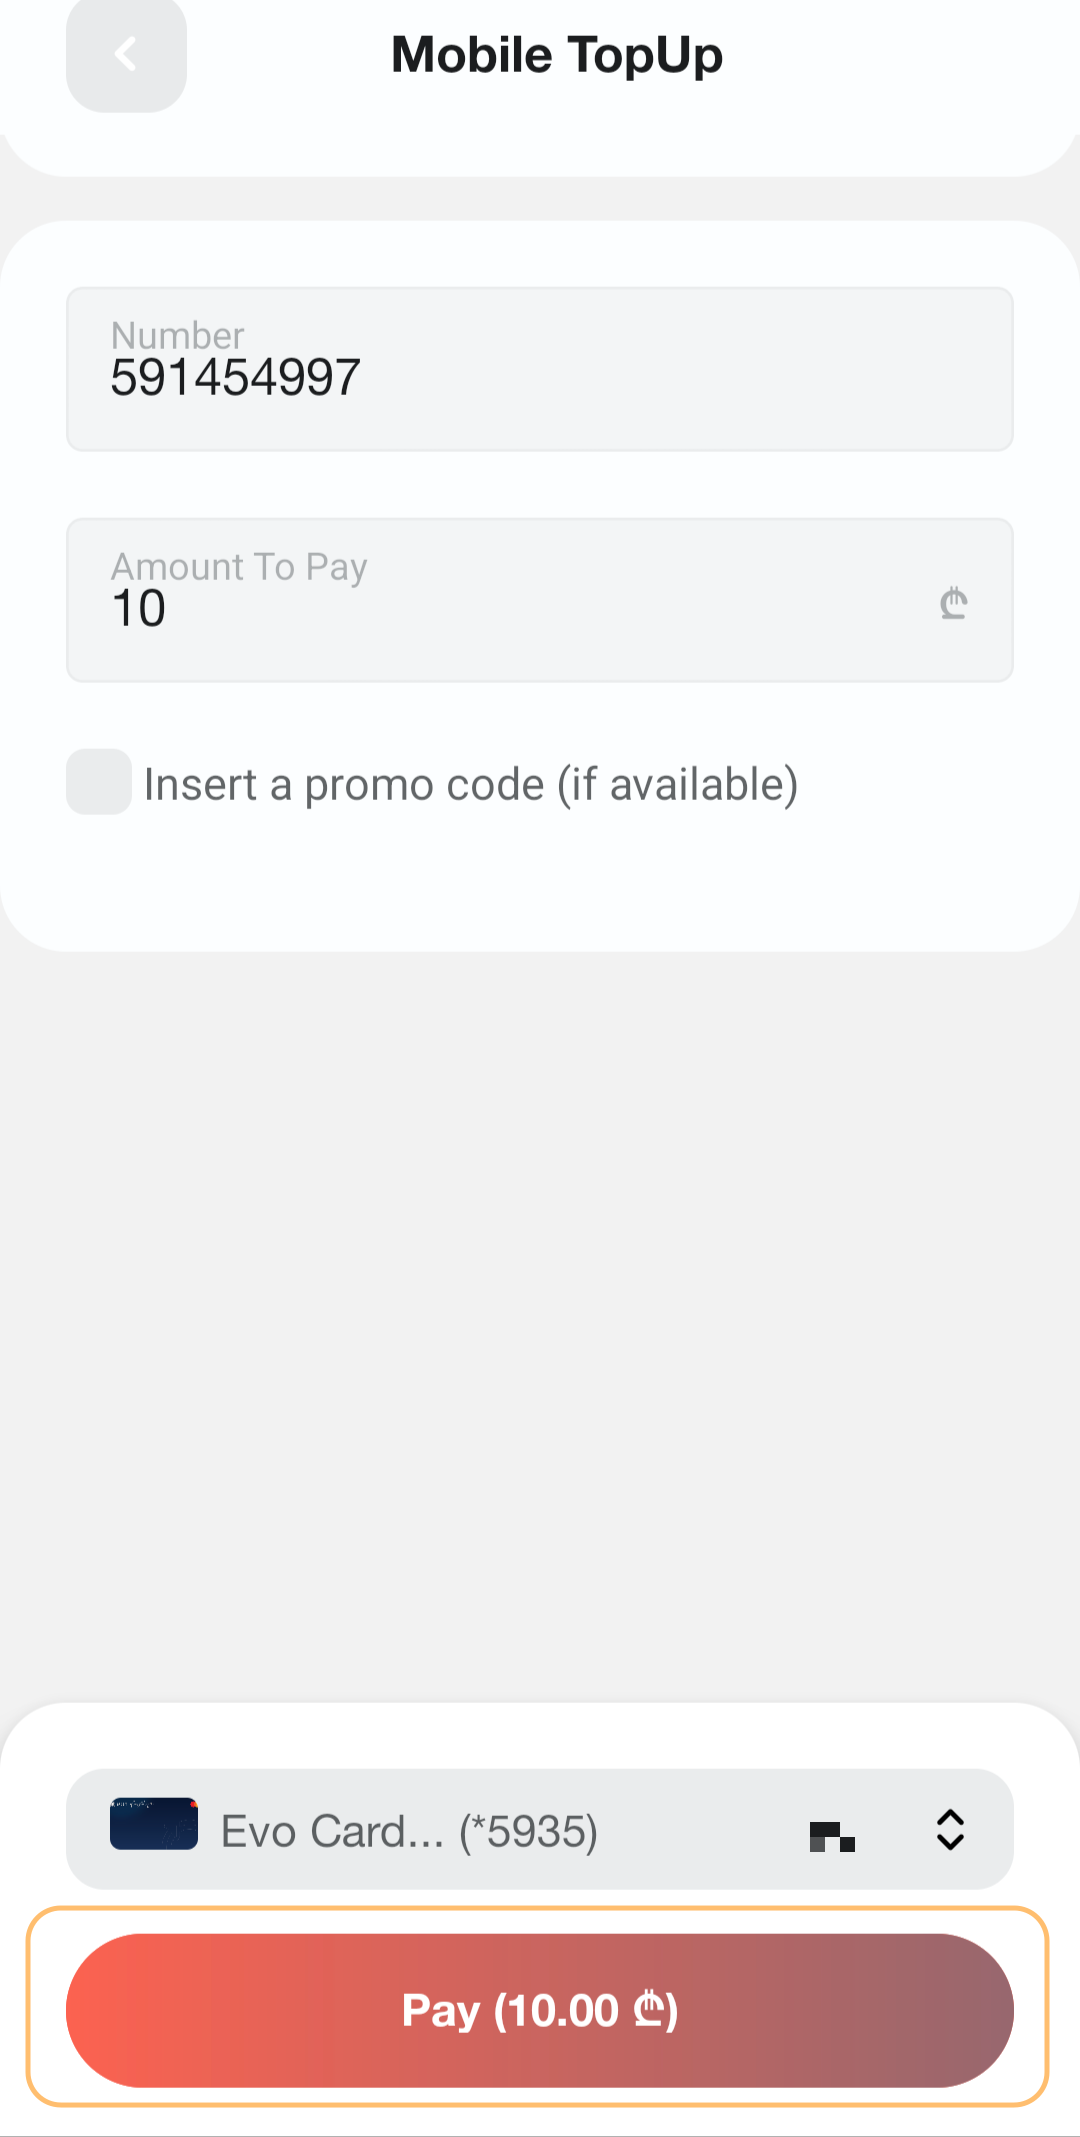 Mobile TopUp
Number
591454997
Amount To Pay
10 ₾
Insert a promo code (if available)
Evo Card... (*5935)
Pay (10.00 ₾)